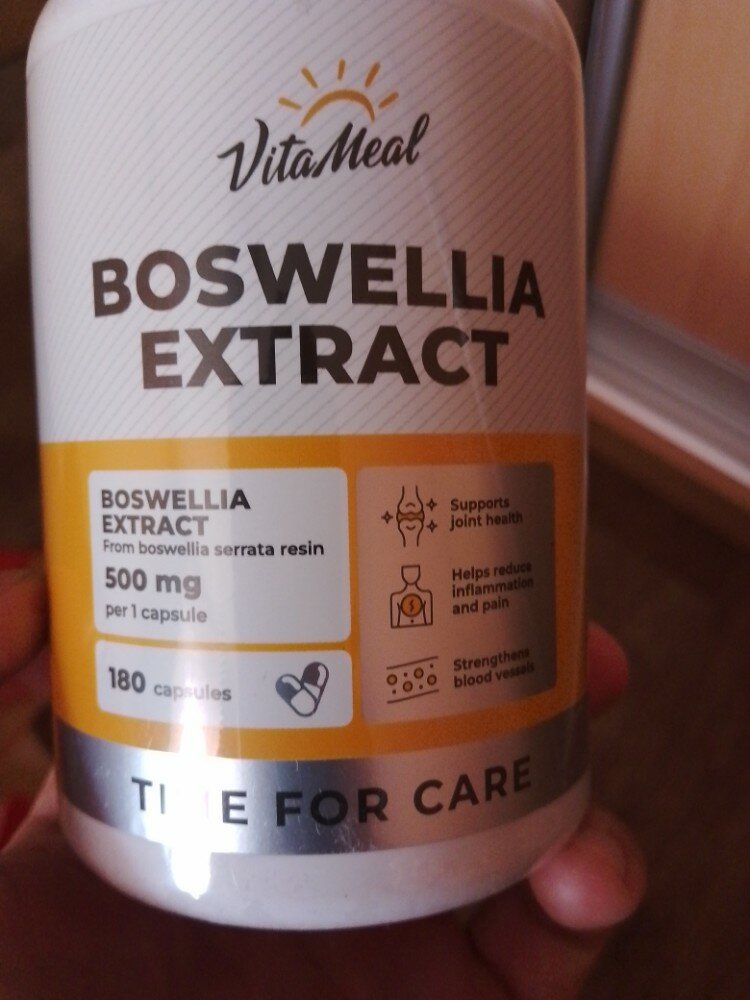 VitaMeal
BOSWELLIA
EXTRACT
BOSWELLIA
EXTRACT
From boswellia serrata resin
500 mg
per 1 capsule
180 capsules
Supports
joint health
Helps reduce
inflammation
and pain
Strengthens
blood vessels
TIME FOR CARE